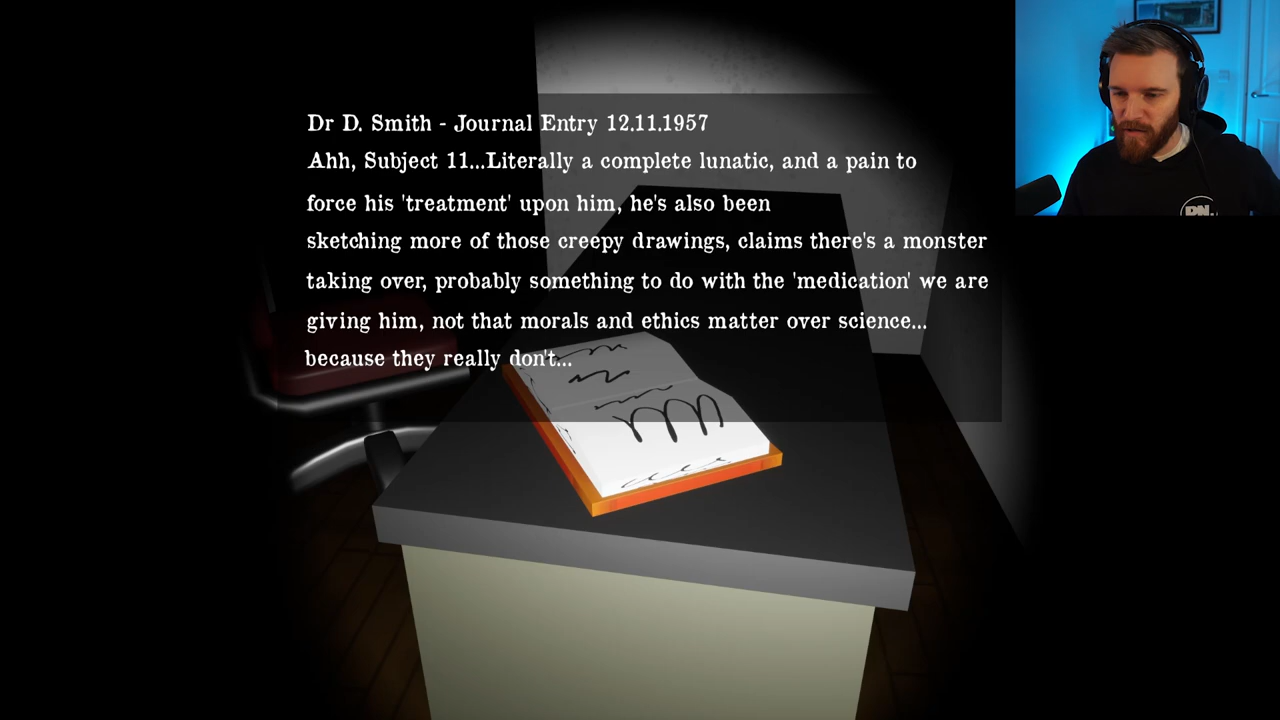 Dr D. Smith - Journal Entry 12.11.1957
Ahh, Subject 11...Literally a complete lunatic, and a pain to
force his 'treatment' upon him, he's also been
sketching more of those creepy drawings, claims there's a monster
taking over, probably something to do with the 'medication' we are
giving him, not that morals and ethics matter over science...
because they really don't...